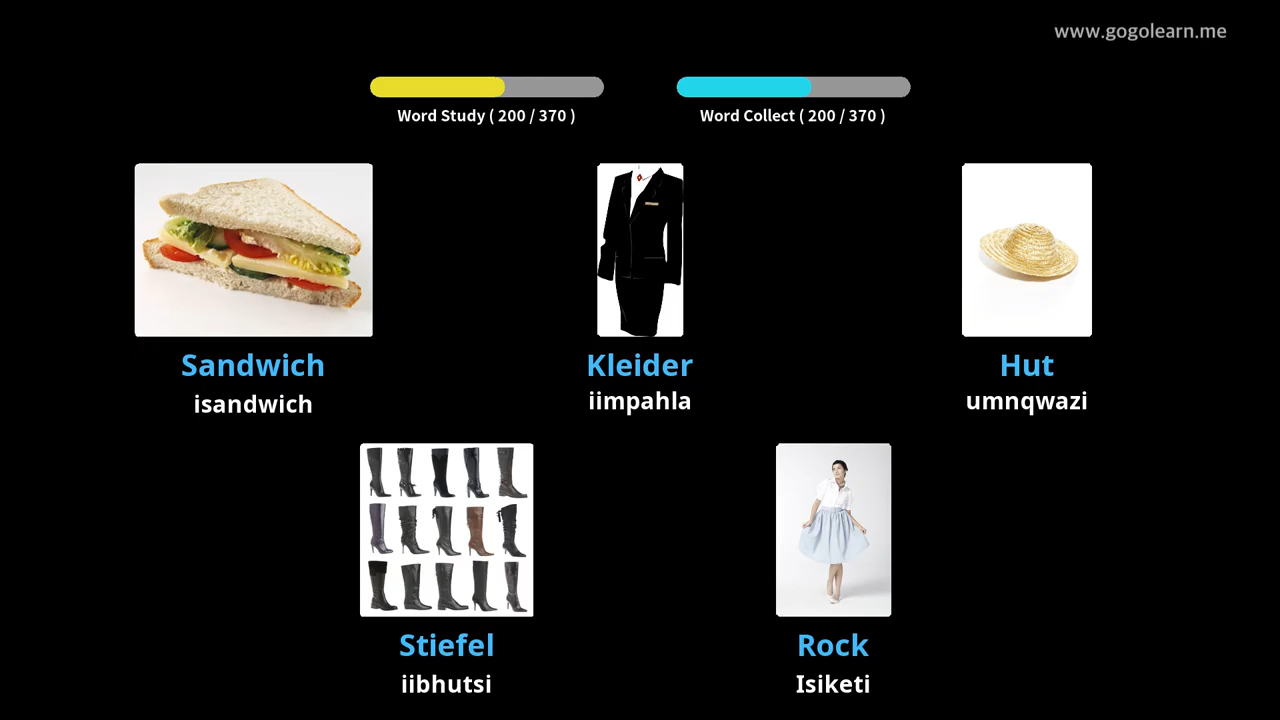 www.gogolearn.me
Word Study ( 200 / 370 )
Word Collect ( 200 / 370 )
Sandwich
isandwich
Kleider
iimpahla
Hut
umnqwazi
Stiefel
iibhutsi
Rock
Isiketi